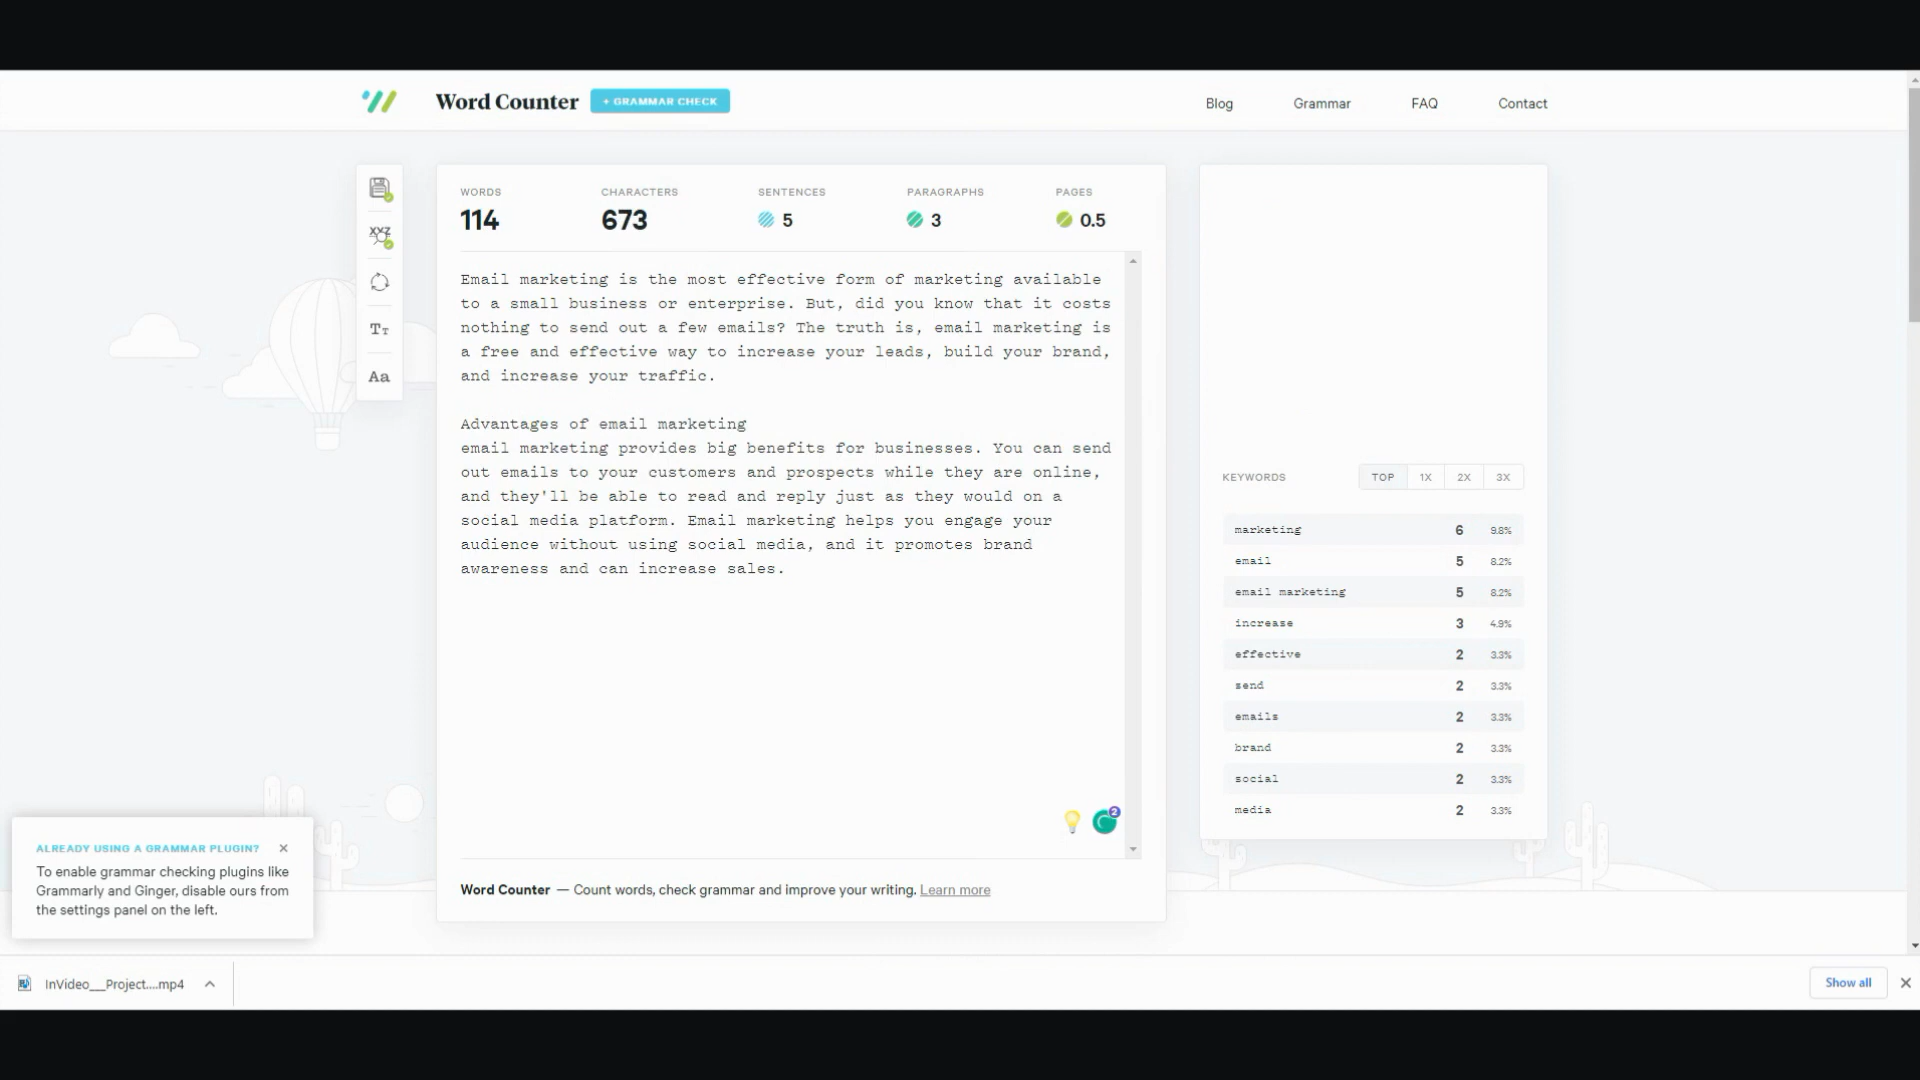 Word Counter
+ GRAMMAR CHECK
Blog
Grammar
FAQ
Contact
WORDS
114
CHARACTERS
673
SENTENCES
5
PARAGRAPHS
3
PAGES
0.5
XYZ
TT
Aa
Email marketing is the most effective form of marketing available
to a small business or enterprise. But, did you know that it costs
nothing to send out a few emails? The truth is, email marketing is
a free and effective way to increase your leads, build your brand,
and increase your traffic.
Advantages of email marketing
email marketing provides big benefits for businesses. You can send
out emails to your customers and prospects while they are online,
and they'll be able to read and reply just as they would on a
social media platform. Email marketing helps you engage your
audience without using social media, and it promotes brand
awareness and can increase sales.
2
Word Counter — Count words, check grammar and improve your writing. Learn more
KEYWORDS
TOP 1X 2X 3X
marketing 6 9.8%
email 5 8.2%
email marketing 5 8.2%
increase 3 4.9%
effective 2 3.3%
send 2 3.3%
emails 2 3.3%
brand 2 3.3%
social 2 3.3%
media 2 3.3%
ALREADY USING A GRAMMAR PLUGIN?
To enable grammar checking plugins like
Grammarly and Ginger, disable ours from
the settings panel on the left.
InVideo___Project....mp4
Show all